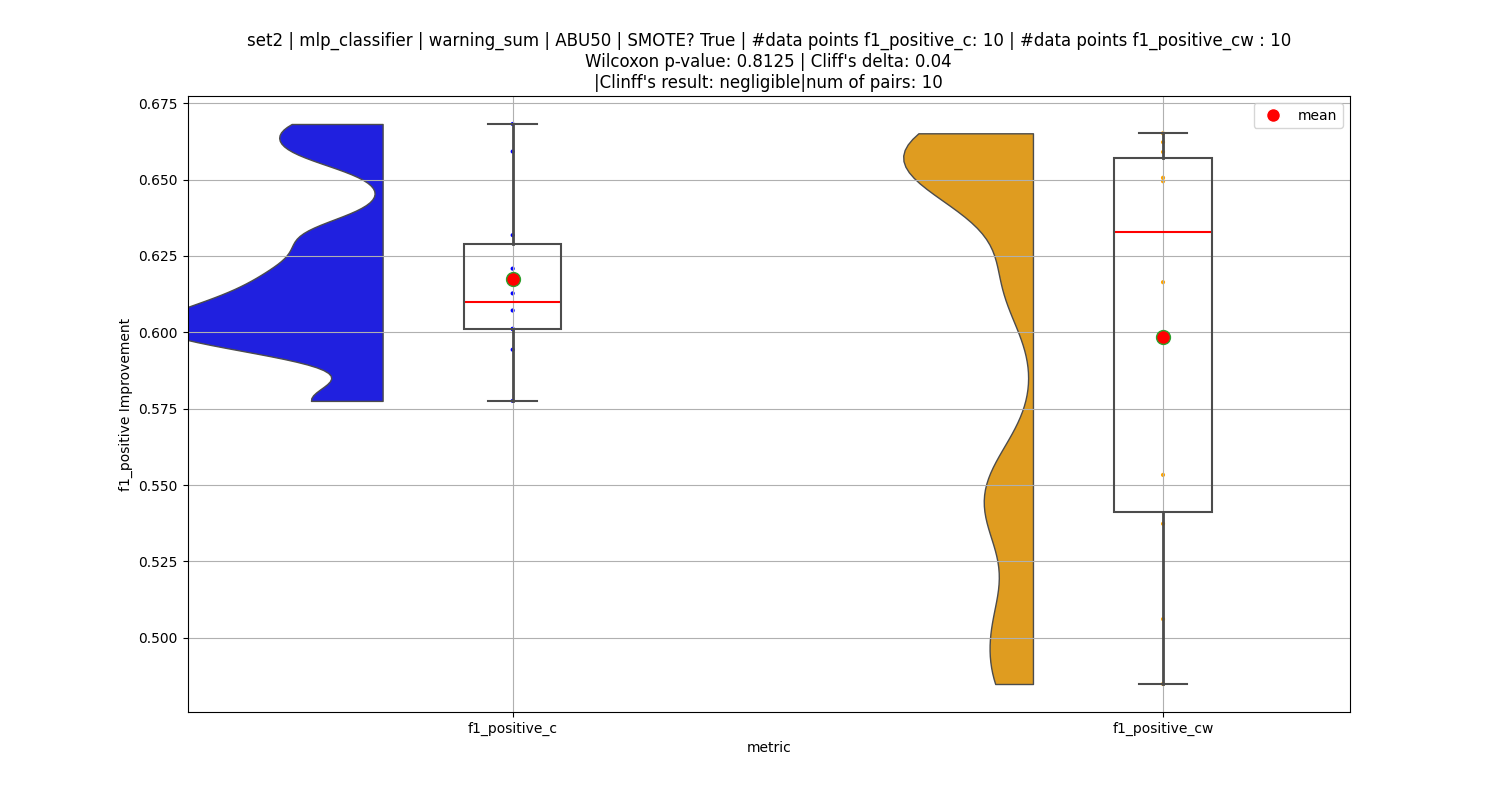 set2 | mlp_classifier | warning_sum | ABU50 | SMOTE? True | #data points f1_positive_c: 10 | #data points f1_positive_cw : 10
Wilcoxon p-value: 0.8125 | Cliff's delta: 0.04
|Clinff's result: negligible|num of pairs: 10
mean
0.675
0.650
0.625
0.600
0.575
0.550
0.525
0.500
f1_positive Improvement
f1_positive_c
f1_positive_cw
metric